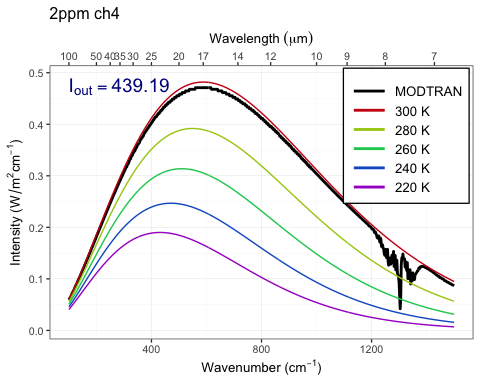 2ppm ch4
Wavelength (μm)
100 50 40 35 30 25 20 17 14 12 10 9 8 7
I_out = 439.19
MODTRAN
300 K
280 K
260 K
240 K
220 K
0.5
0.4
0.3
0.2
0.1
0.0
Intensity (W/m² cm⁻¹)
400 800 1200
Wavenumber (cm⁻¹)